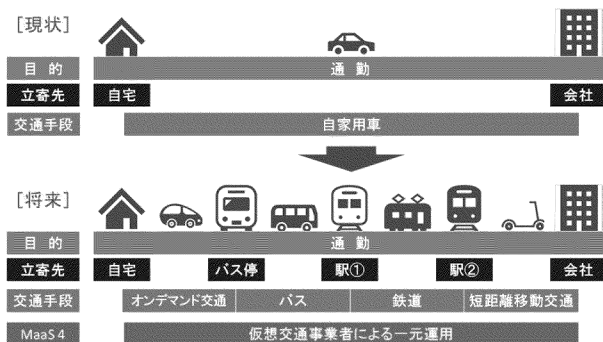 [現状]
目的 通勤
立寄先 自宅 会社
交通手段 自家用車
[将来]
目的 通勤
立寄先 自宅 バス停 駅① 駅② 会社
交通手段 オンデマンド交通 バス 鉄道 短距離移動交通
MaaS4 仮想交通事業者による一元運用